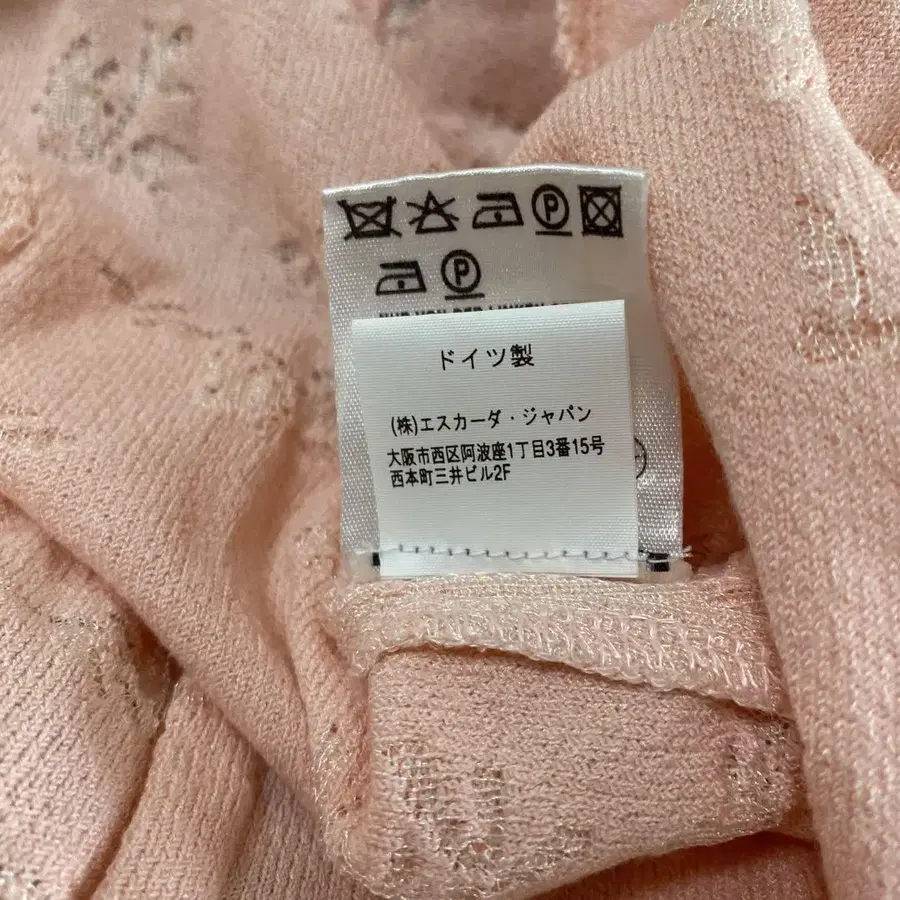 ドイツ製
(株)エスカーダ・ジャパン
大阪市西区阿波座1丁目3番15号
西本町三井ビル2F